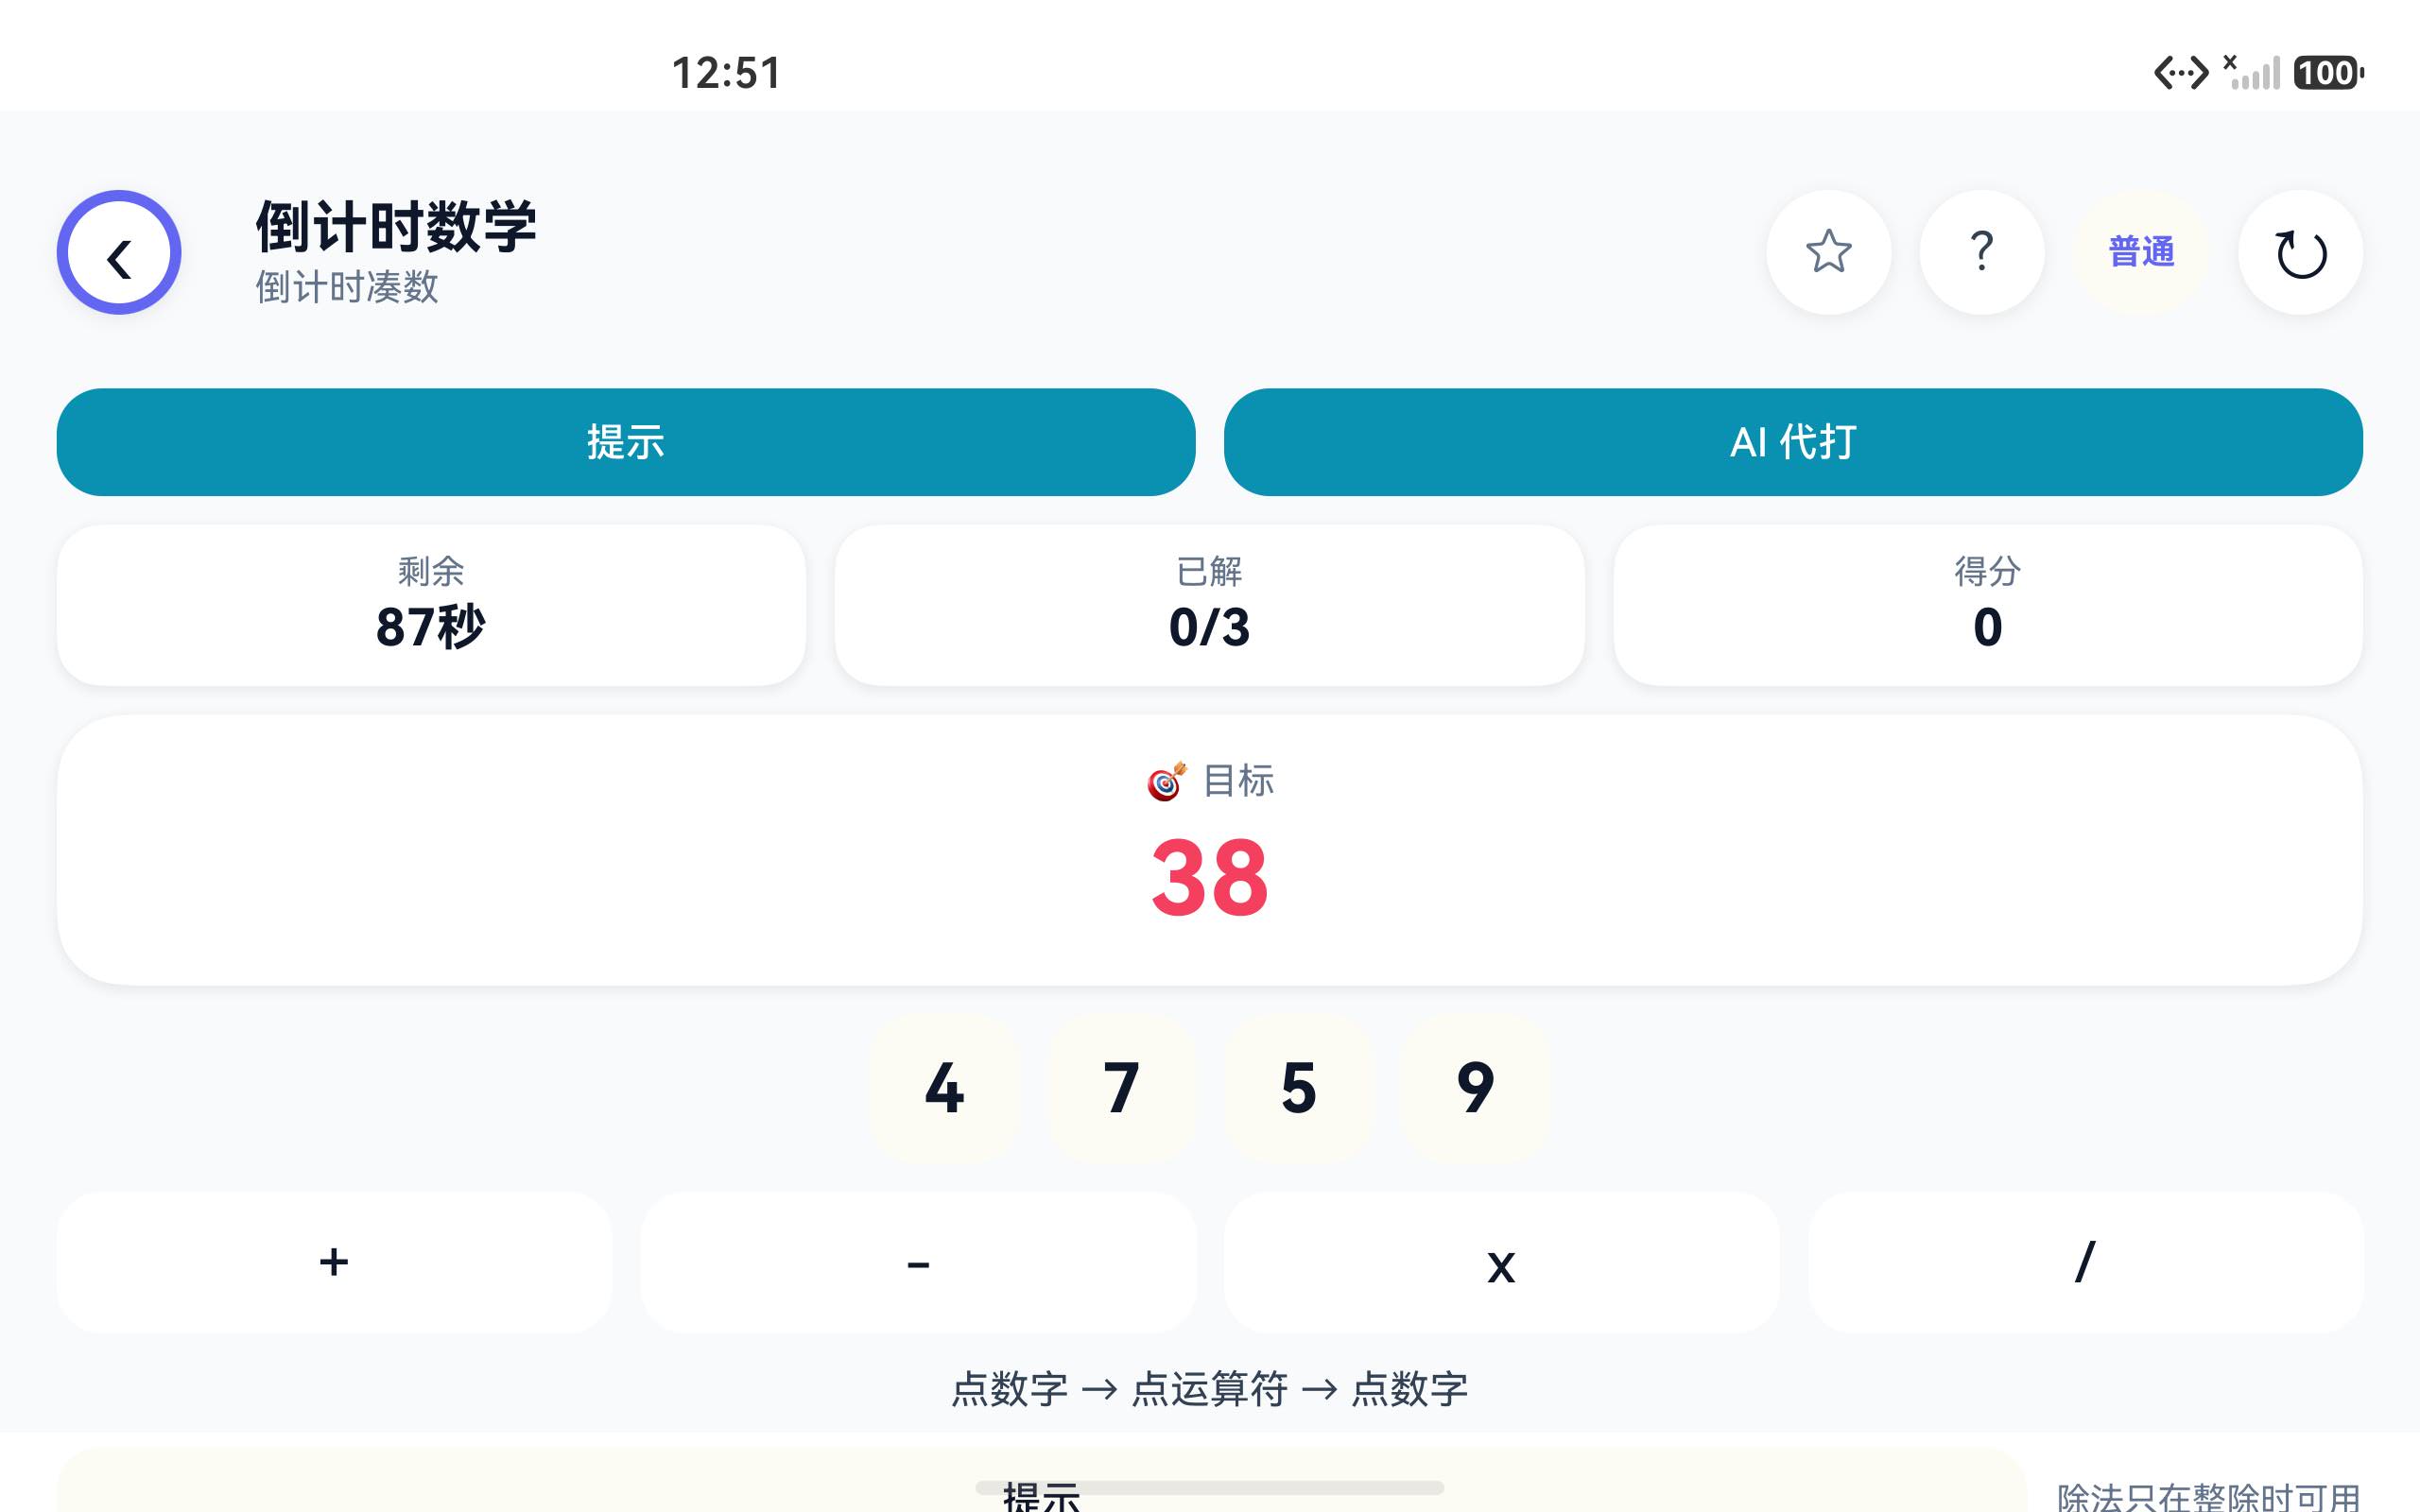 12:51
100
倒计时数学
倒计时凑数
?
普通
提示
AI 代打
剩余
87秒
已解
0/3
得分
0
目标
38
4 7 5 9
+ - x /
点数字 → 点运算符 → 点数字
提示
除法只在整除时可用